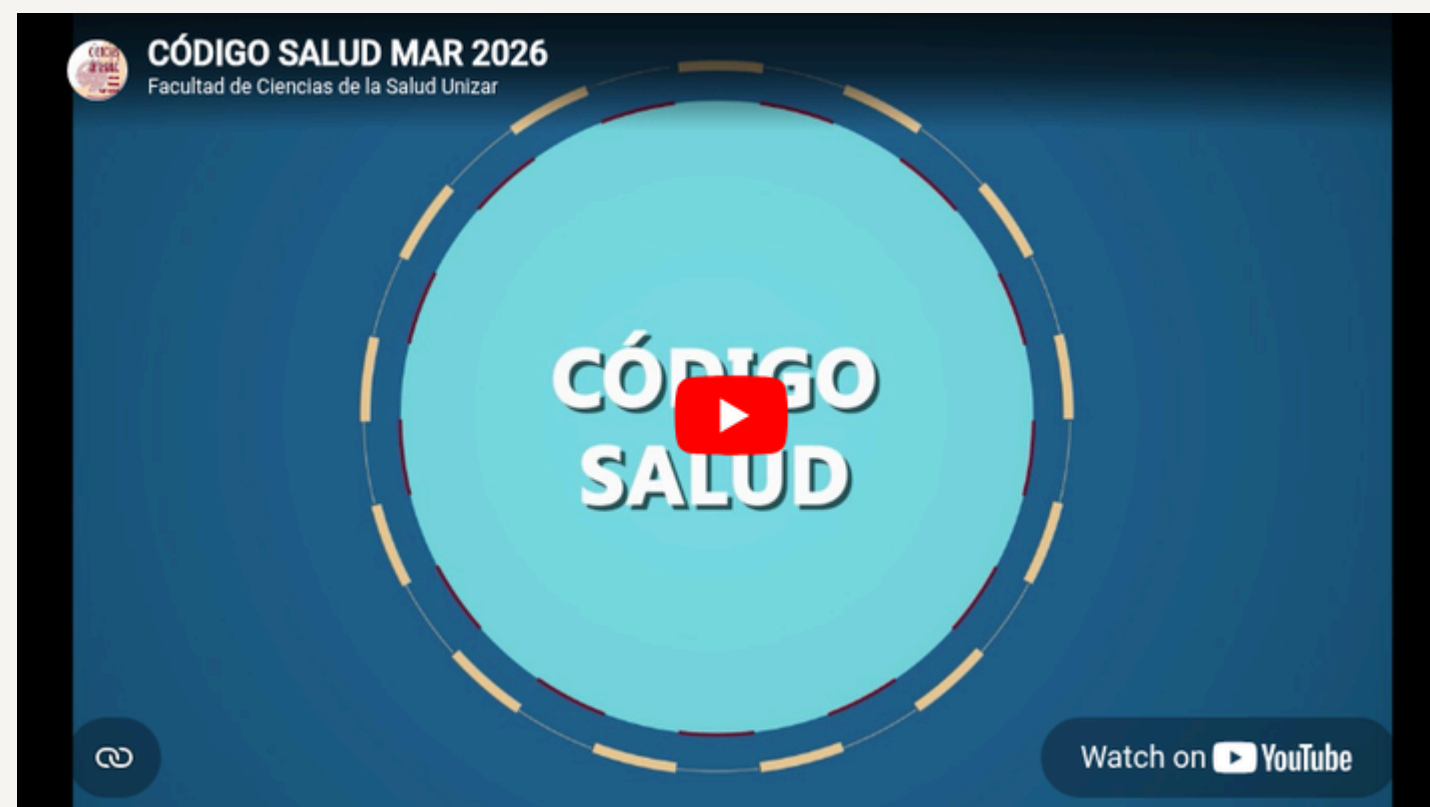 CÓDIGO SALUD MAR 2026
Facultad de Ciencias de la Salud Unizar
CÓDIGO
SALUD
Watch on YouTube